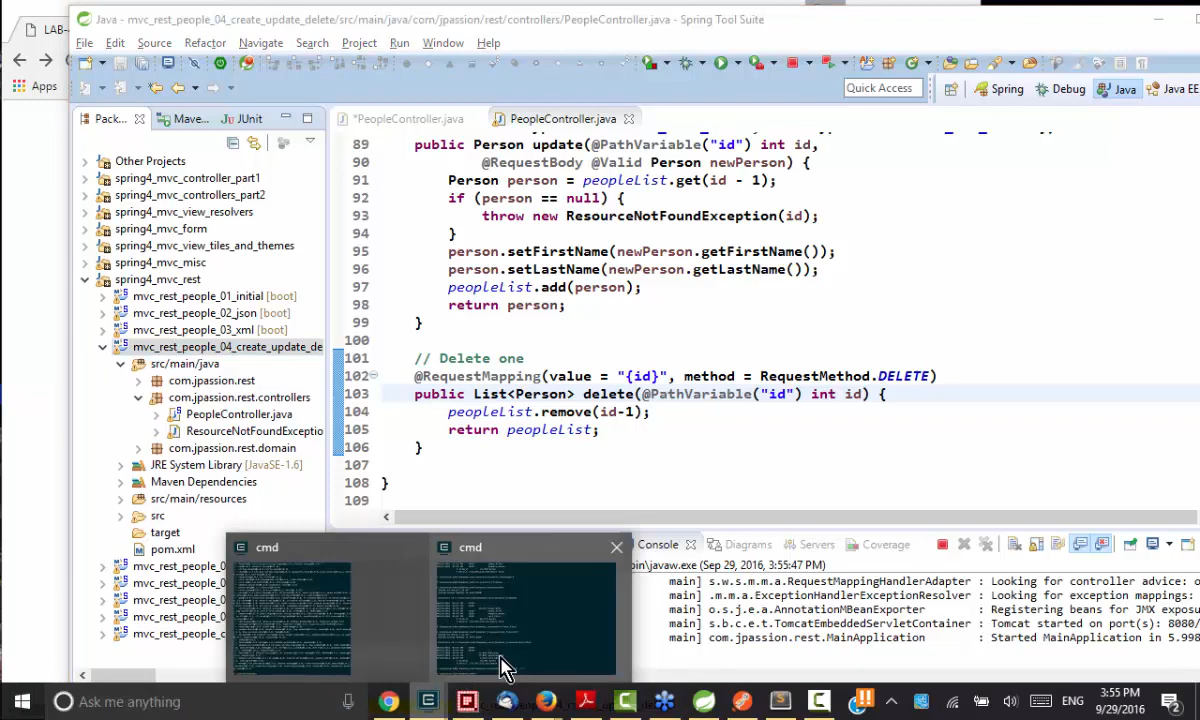 LAB-
Java - mvc_rest_people_04_create_update_delete/src/main/java/com/jpassion/rest/controllers/PeopleController.java - Spring Tool Suite
File Edit Source Refactor Navigate Search Project Run Window Help
Apps
Quick Access
Spring Debug Java Java EE
Pack... Mave... JUnit
*PeopleController.java PeopleController.java
Other Projects
spring4_mvc_controller_part1
spring4_mvc_controllers_part2
spring4_mvc_view_resolvers
spring4_mvc_form
spring4_mvc_view_tiles_and_themes
spring4_mvc_misc
spring4_mvc_rest
mvc_rest_people_01_initial [boot]
mvc_rest_people_02_json [boot]
mvc_rest_people_03_xml [boot]
mvc_rest_people_04_create_update_de
src/main/java
com.jpassion.rest
com.jpassion.rest.controllers
PeopleController.java
ResourceNotFoundExceptio
com.jpassion.rest.domain
JRE System Library [JavaSE-1.6]
Maven Dependencies
src/main/resources
src
target
pom.xml
mvc_rest_people_0
mvc_rest_people_0
mvc_rest_people_0
mvc_rest_people_0
mvc_rest_people_c
89 public Person update(@PathVariable("id") int id,
90 @RequestBody @Valid Person newPerson) {
91 Person person = peopleList.get(id - 1);
92 if (person == null) {
93 throw new ResourceNotFoundException(id);
94 }
95 person.setFirstName(newPerson.getFirstName());
96 person.setLastName(newPerson.getLastName());
97 peopleList.add(person);
98 return person;
99 }
100
101 // Delete one
102 @RequestMapping(value = "{id}", method = RequestMethod.DELETE)
103 public List<Person> delete(@PathVariable("id") int id) {
104 peopleList.remove(id-1);
105 return peopleList;
106 }
107
108 }
109
cmd cmd
Console Diagrams Servers Coverage
bin\javaw.exe (Sep 29, 2016, 3:55:47 PM)
main] s.w.s.m.m.a.RequestMappingHandlerAdapter : Looking for controller advice: o
main] .m.m.a.ExceptionHandlerExceptionResolver : Looking for exception mappings:
main] o.s.j.e.a.AnnotationMBeanExporter : Registering beans for JMX exposu
main] s.b.c.e.t.TomcatEmbeddedServletContainer : Tomcat started on port(s): 8080/
main] com.jpassion.rest.MainApplication : Started MainApplication in 5.998
Ask me anything
ENG
3:55 PM
9/29/2016
2